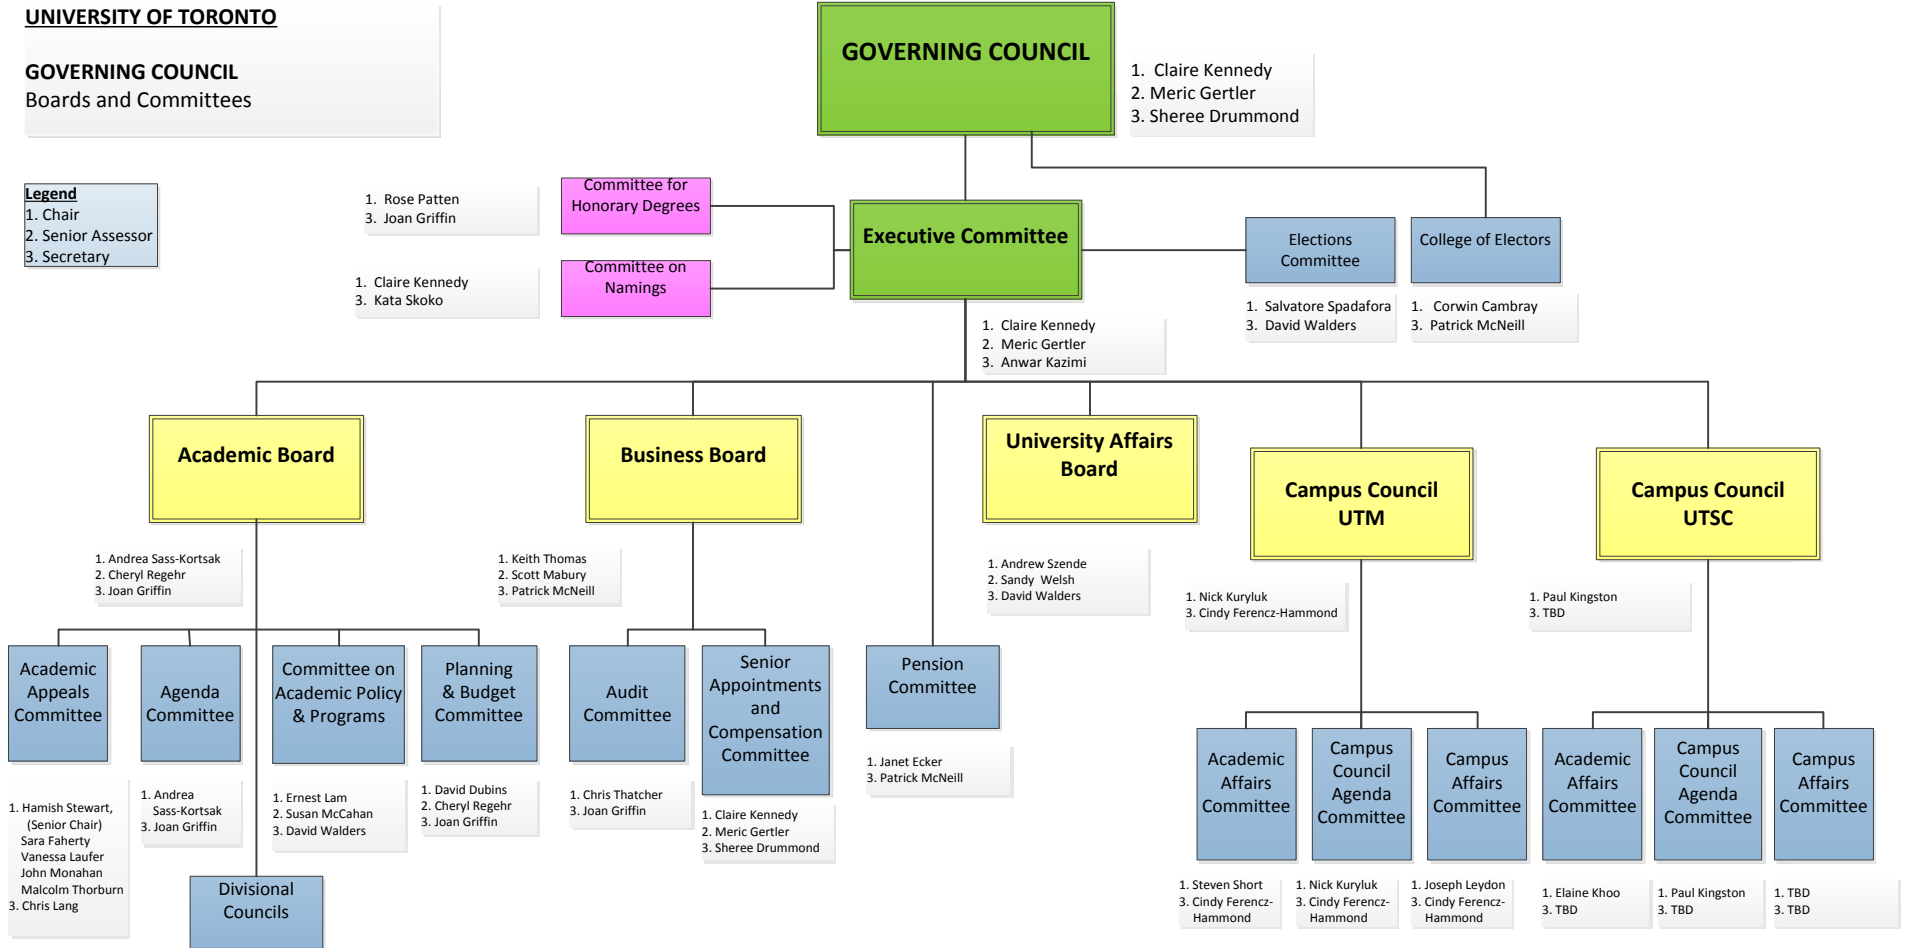 UNIVERSITY OF TORONTO
GOVERNING COUNCIL
Boards and Committees
GOVERNING COUNCIL
1. Claire Kennedy
2. Meric Gertler
3. Sheree Drummond
Legend
1. Chair
2. Senior Assessor
3. Secretary
1. Rose Patten
3. Joan Griffin
Committee for
Honorary Degrees
1. Claire Kennedy
3. Kata Skoko
Committee on
Namings
Executive Committee
1. Claire Kennedy
2. Meric Gertler
3. Anwar Kazimi
Elections
Committee
1. Salvatore Spadafora
3. David Walders
College of Electors
1. Corwin Cambray
3. Patrick McNeill
Academic Board
1. Andrea Sass-Kortsak
2. Cheryl Regehr
3. Joan Griffin
Business Board
1. Keith Thomas
2. Scott Mabury
3. Patrick McNeill
University Affairs
Board
1. Andrew Szende
2. Sandy Welsh
3. David Walders
Campus Council
UTM
1. Nick Kuryluk
3. Cindy Ferencz-Hammond
Campus Council
UTSC
1. Paul Kingston
3. TBD
Academic
Appeals
Committee
1. Hamish Stewart,
(Senior Chair)
Sara Faherty
Vanessa Laufer
John Monahan
Malcolm Thorburn
3. Chris Lang
Agenda
Committee
1. Andrea
Sass-Kortsak
3. Joan Griffin
Committee on
Academic Policy
& Programs
1. Ernest Lam
2. Susan McCahan
3. David Walders
Planning
& Budget
Committee
1. David Dubins
2. Cheryl Regehr
3. Joan Griffin
Divisional
Councils
Audit
Committee
1. Chris Thatcher
3. Joan Griffin
Senior
Appointments
and
Compensation
Committee
1. Claire Kennedy
2. Meric Gertler
3. Sheree Drummond
Pension
Committee
1. Janet Ecker
3. Patrick McNeill
Academic
Affairs
Committee
1. Steven Short
3. Cindy Ferencz-
Hammond
Campus
Council
Agenda
Committee
1. Nick Kuryluk
3. Cindy Ferencz-
Hammond
Campus
Affairs
Committee
1. Joseph Leydon
3. Cindy Ferencz-
Hammond
Academic
Affairs
Committee
1. Elaine Khoo
3. TBD
Campus
Council
Agenda
Committee
1. Paul Kingston
3. TBD
Campus
Affairs
Committee
1. TBD
3. TBD